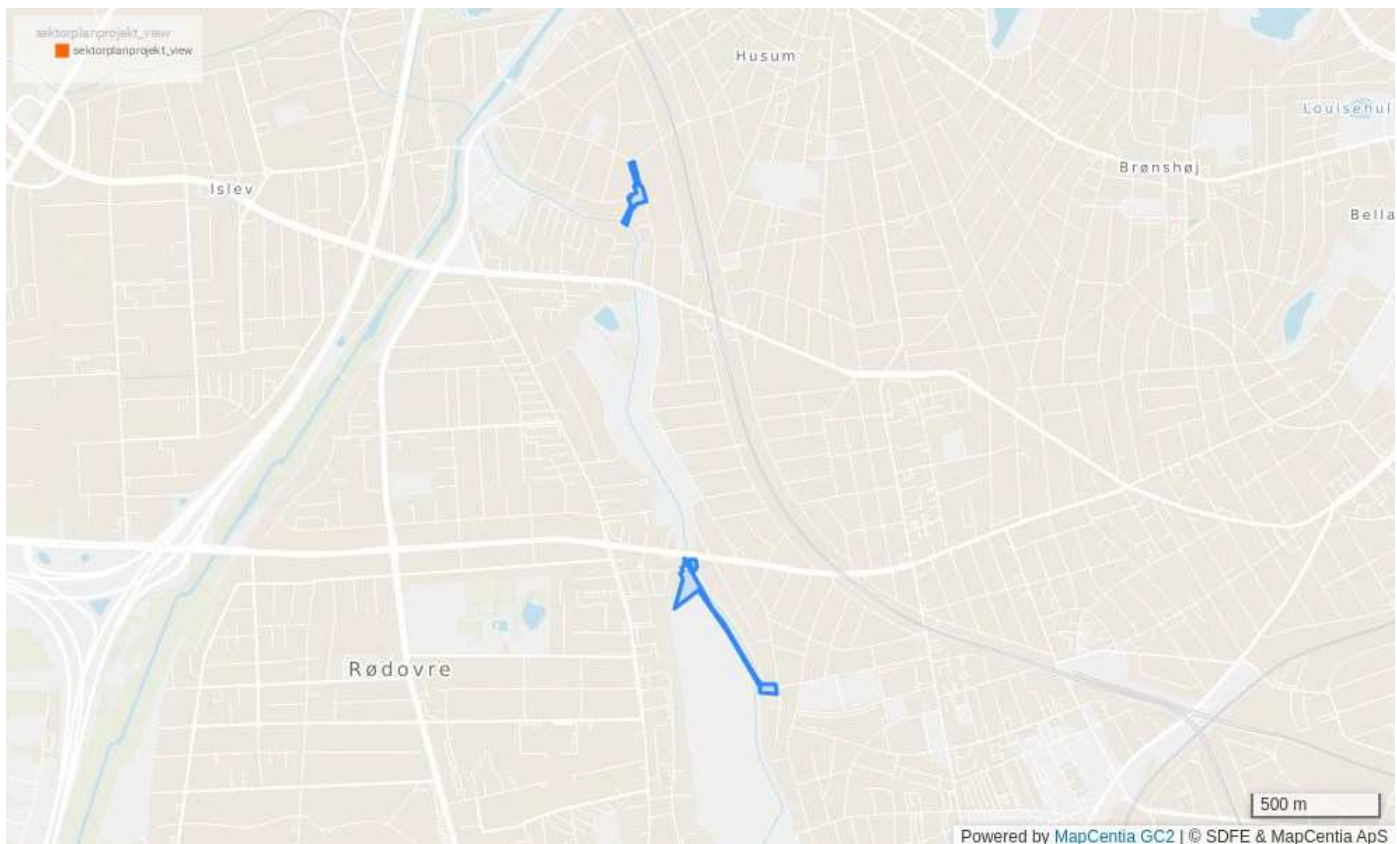 sektorplanprojekt_view
sektorplanprojekt_view
Husum
Louisehul
Brønshøj
Islev
Bella
Rødovre
500 m
Powered by MapCentia GC2 | © SDFE & MapCentia ApS